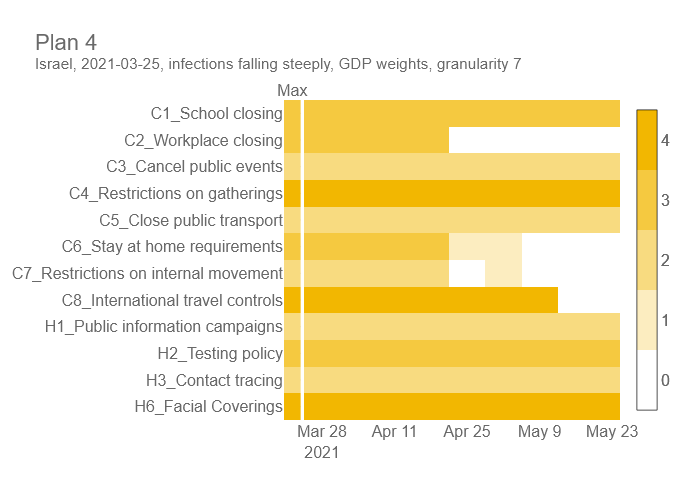 Plan 4
Israel, 2021-03-25, infections falling steeply, GDP weights, granularity 7
Max
C1_School closing
C2_Workplace closing
C3_Cancel public events
C4_Restrictions on gatherings
C5_Close public transport
C6_Stay at home requirements
C7_Restrictions on internal movement
C8_International travel controls
H1_Public information campaigns
H2_Testing policy
H3_Contact tracing
H6_Facial Coverings
4
3
2
1
0
Mar 28 Apr 11 Apr 25 May 9 May 23
2021